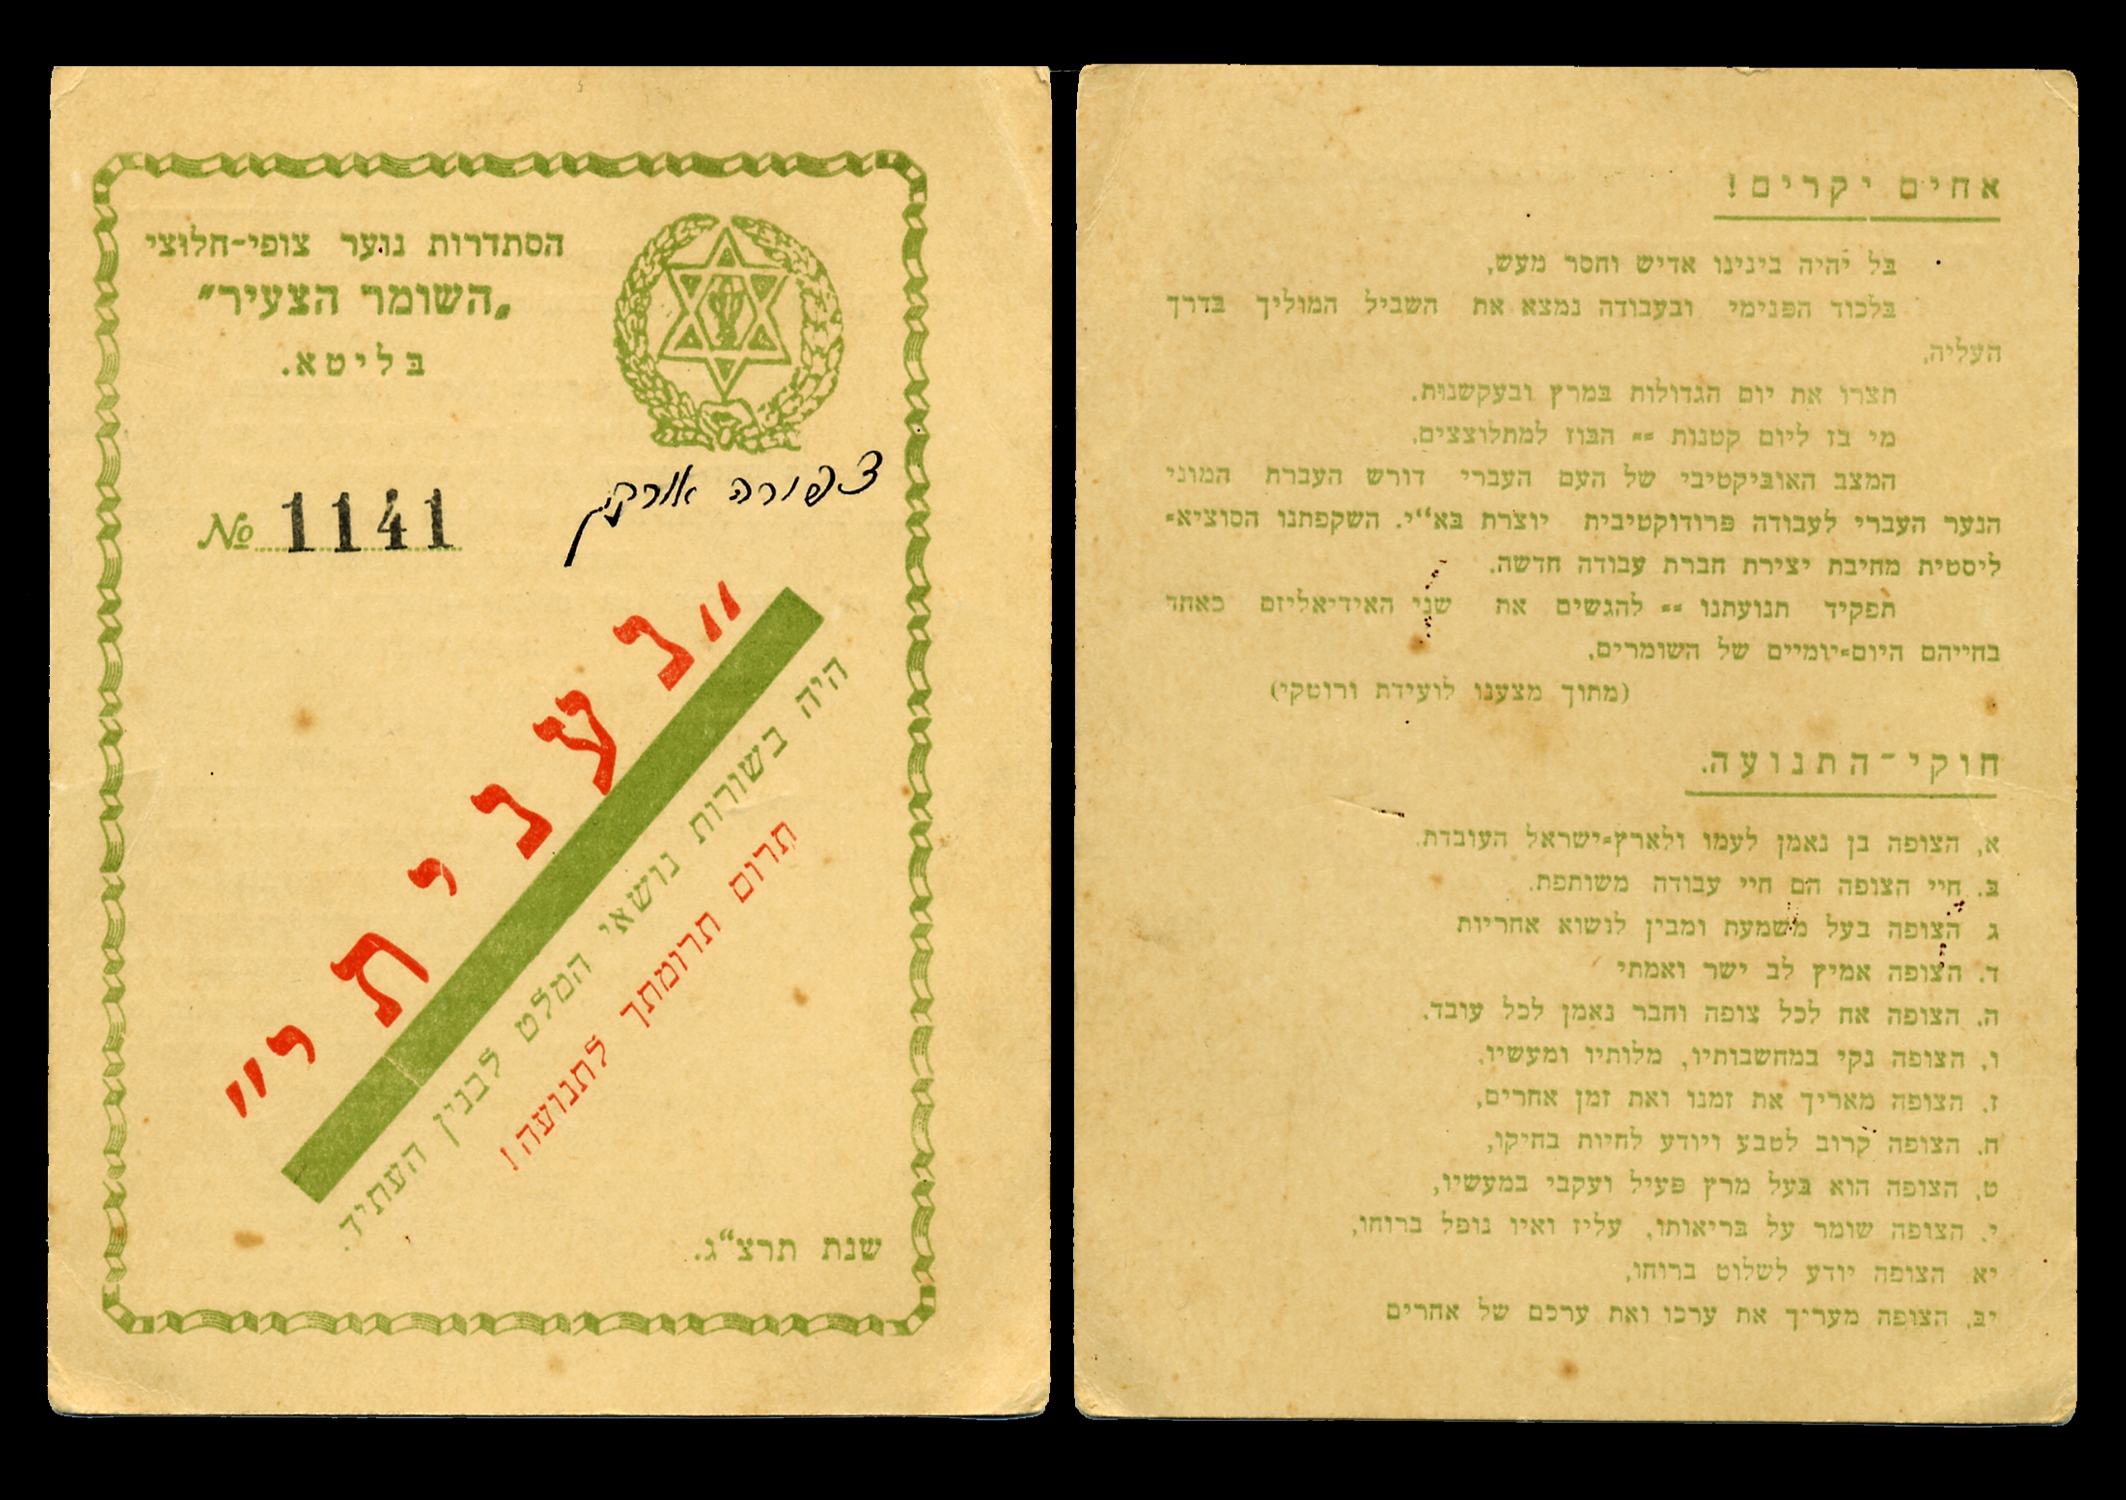 הסתדרות נוער צופי-חלוצי
„השומר הצעיר"
בליטא.
צפורה אורקין
№ 1141
"נעניתי"
היה בשורות נושאי המלט לבנין העתיד.
תרום תרומתך לתנועה!
שנת תרצ"ג.
אחים יקרים!
בל יהיה בינינו אדיש וחסר מעש,
בלכוד הפנימי ובעבודה נמצא את השביל המוליך בדרך
העליה,
תצרו את יום הגדולות במרץ ובעקשנות.
מי בז ליום קטנות == הבוז למתלוצצים.
המצב האוביקטיבי של העם העברי דורש העברת המוני
הנער העברי לעבודה פרודוקטיבית יוצרת בא"י. השקפתנו הסוציא=
ליסטית מחיבת יצירת חברת עבודה חדשה.
תפקיד תנועתנו == להגשים את שני האידיאליזם כאחד
בחייהם היום=יומיים של השומרים.
(מתוך מצענו לועידת ורוטקי)
חוקי-התנועה.
א, הצופה בן נאמן לעמו ולארץ=ישראל העובדת.
ב. חיי הצופה הם חיי עבודה משותפת.
ג הצופה בעל משמעת ומבין לנשוא אחריות
ד. הצופה אמיץ לב ישר ואמתי
ה. הצופה אח לכל צופה וחבר נאמן לכל עובד.
ו, הצופה נקי במחשבותיו, מלותיו ומעשיו.
ז. הצופה מאריך את זמנו ואת זמן אחרים,
ח. הצופה קרוב לטבע ויודע לחיות בחיקו,
ט, הצופה הוא בעל מרץ פעיל ועקבי במעשיו,
י. הצופה שומר על בריאותו, עליז ואיו נופל ברוחו,
יא הצופה יודע לשלוט ברוחו,
יב, הצופה מעריך את ערכו ואת ערכם של אחרים